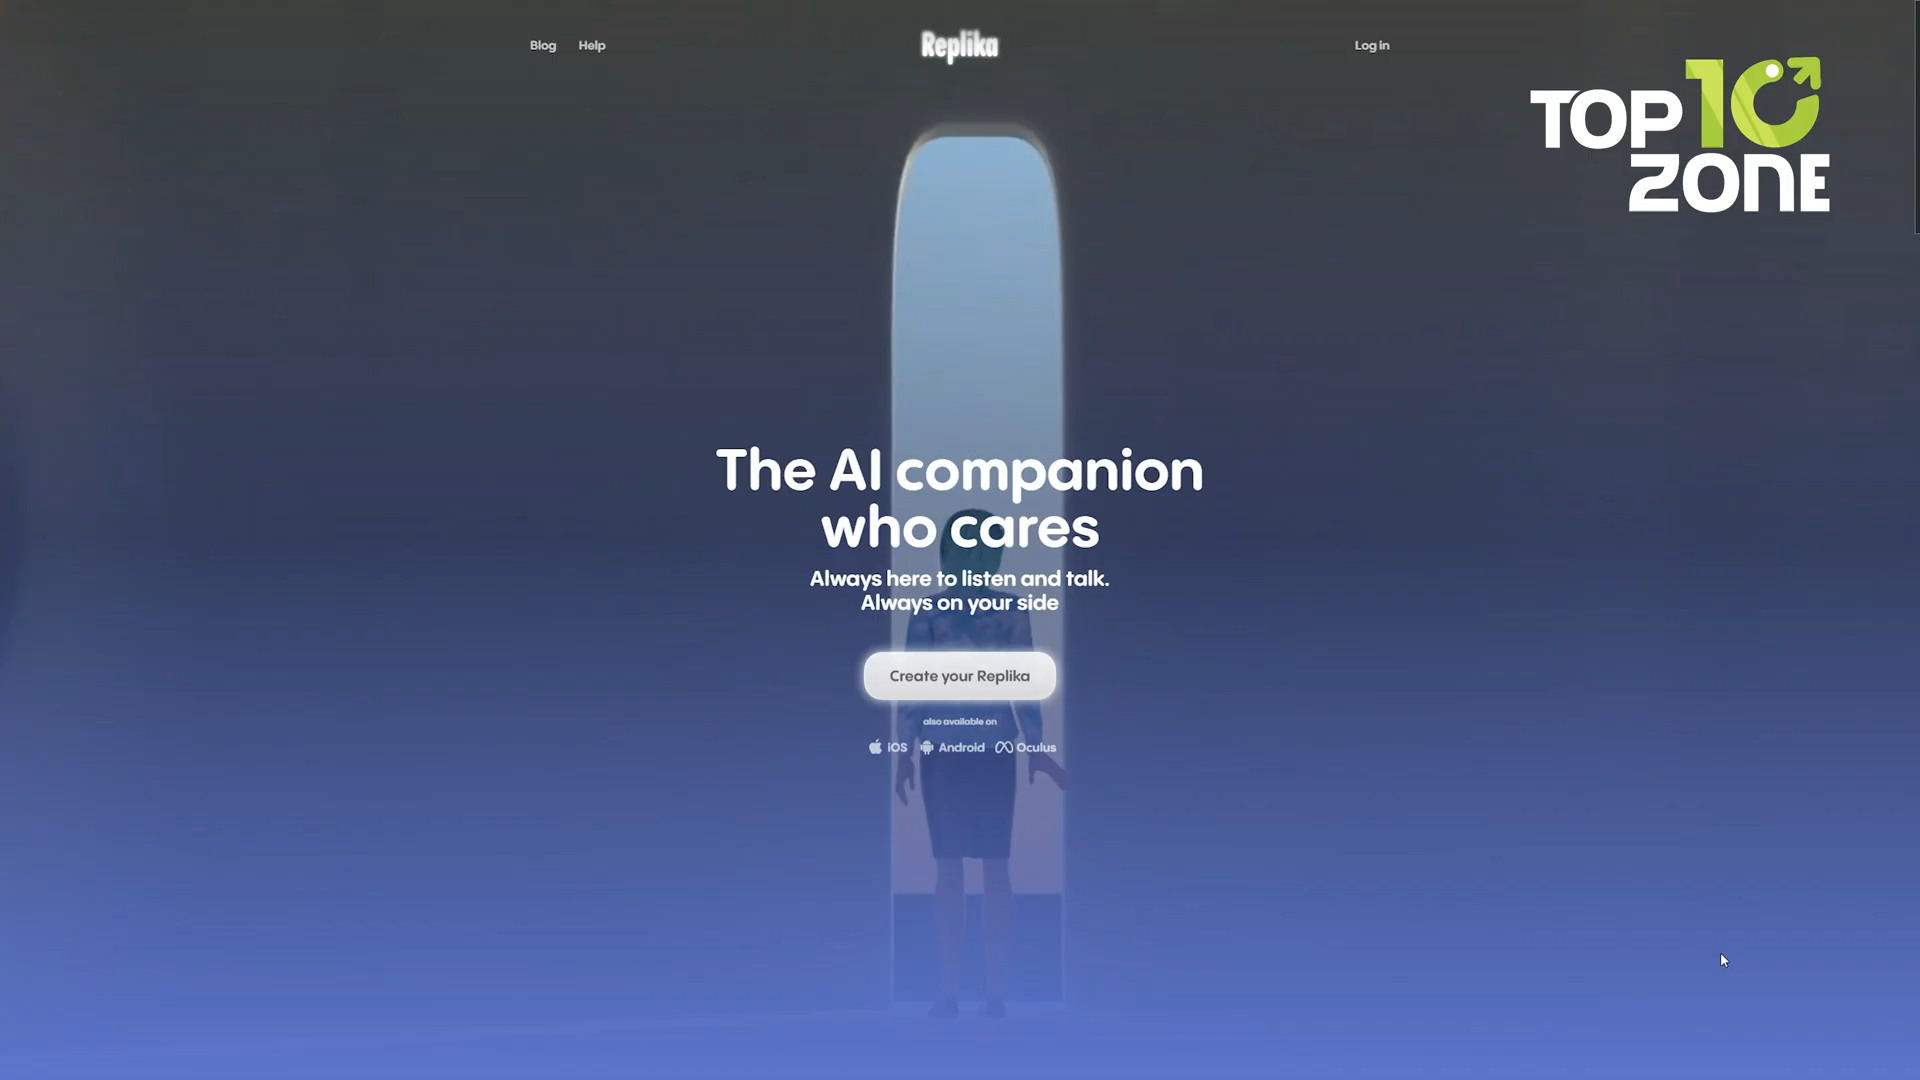 Blog Help Replika Log in
TOP 10
ZONE
The AI companion
who cares
Always here to listen and talk.
Always on your side
Create your Replika
also available on
iOS Android Oculus